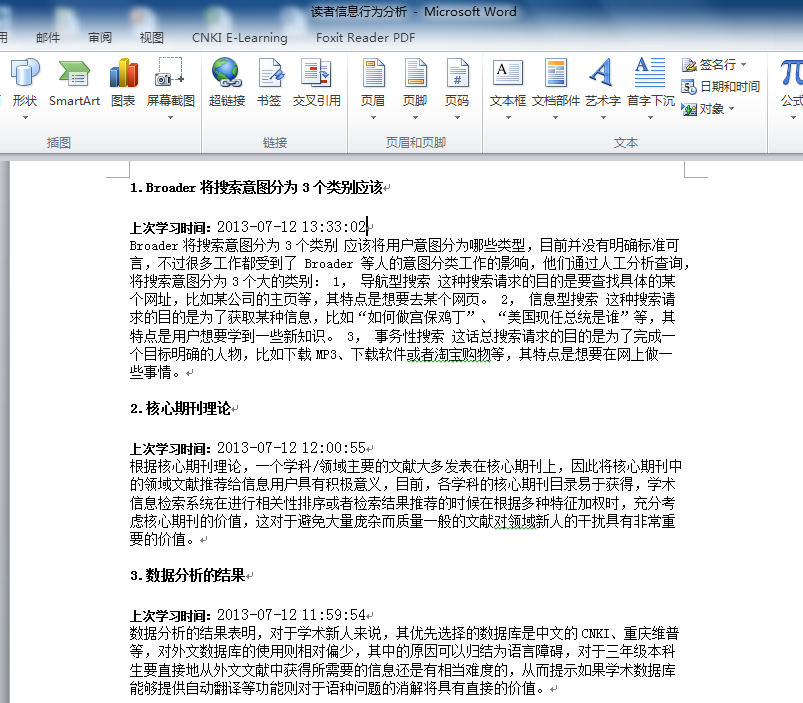 读者信息行为分析 - Microsoft Word
用 邮件 审阅 视图 CNKI E-Learning Foxit Reader PDF
形状 SmartArt 图表 屏幕截图 超链接 书签 交叉引用 页眉 页脚 页码 文本框 文档部件 艺术字 首字下沉 签名行 公式
日期和时间
对象
插图 链接 页眉和页脚 文本
1.Broader 将搜索意图分为 3 个类别应该
上次学习时间: 2013-07-12 13:33:02
Broader 将搜索意图分为 3 个类别 应该将用户意图分为哪些类型，目前并没有明确标准可
言，不过很多工作都受到了 Broader 等人的意图分类工作的影响，他们通过人工分析查询，
将搜索意图分为 3 个大的类别： 1， 导航型搜索 这种搜索请求的目的是要查找具体的某
个网址，比如某公司的主页等，其特点是想要去某个网页。 2， 信息型搜索 这种搜索请
求的目的是为了获取某种信息，比如“如何做宫保鸡丁”、“美国现任总统是谁”等，其
特点是用户想要学到一些新知识。 3， 事务性搜索 这话总搜索请求的目的是为了完成一
个目标明确的人物，比如下载 MP3、下载软件或者淘宝购物等，其特点是想要在网上做一
些事情。
2.核心期刊理论
上次学习时间: 2013-07-12 12:00:55
根据核心期刊理论，一个学科/领域主要的文献大多发表在核心期刊上，因此将核心期刊中
的领域文献推荐给信息用户具有积极意义，目前，各学科的核心期刊目录易于获得，学术
信息检索系统在进行相关性排序或者检索结果推荐的时候在根据多种特征加权时，充分考
虑核心期刊的价值，这对于避免大量庞杂而质量一般的文献对领域新人的干扰具有非常重
要的价值。
3.数据分析的结果
上次学习时间: 2013-07-12 11:59:54
数据分析的结果表明，对于学术新人来说，其优先选择的数据库是中文的 CNKI、重庆维普
等，对外文数据库的使用则相对偏少，其中的原因可以归结为语言障碍，对于三年级本科
生要直接地从外文文献中获得所需要的信息还是有相当难度的，从而提示如果学术数据库
能够提供自动翻译等功能则对于语种问题的消解将具有直接的价值。